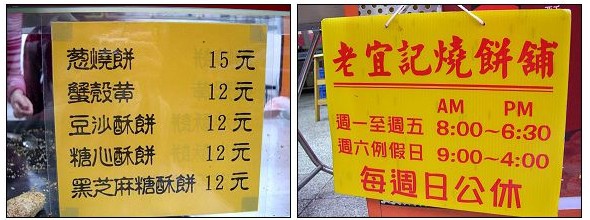 葱燒餅 15元
蟹殼黄 12元
豆沙酥餅 12元
糖心酥餅 12元
黑芝麻糖酥餅 12元
老宜記燒餅舖
AM PM
週一至週五 8:00~6:30
週六例假日 9:00~4:00
每週日公休